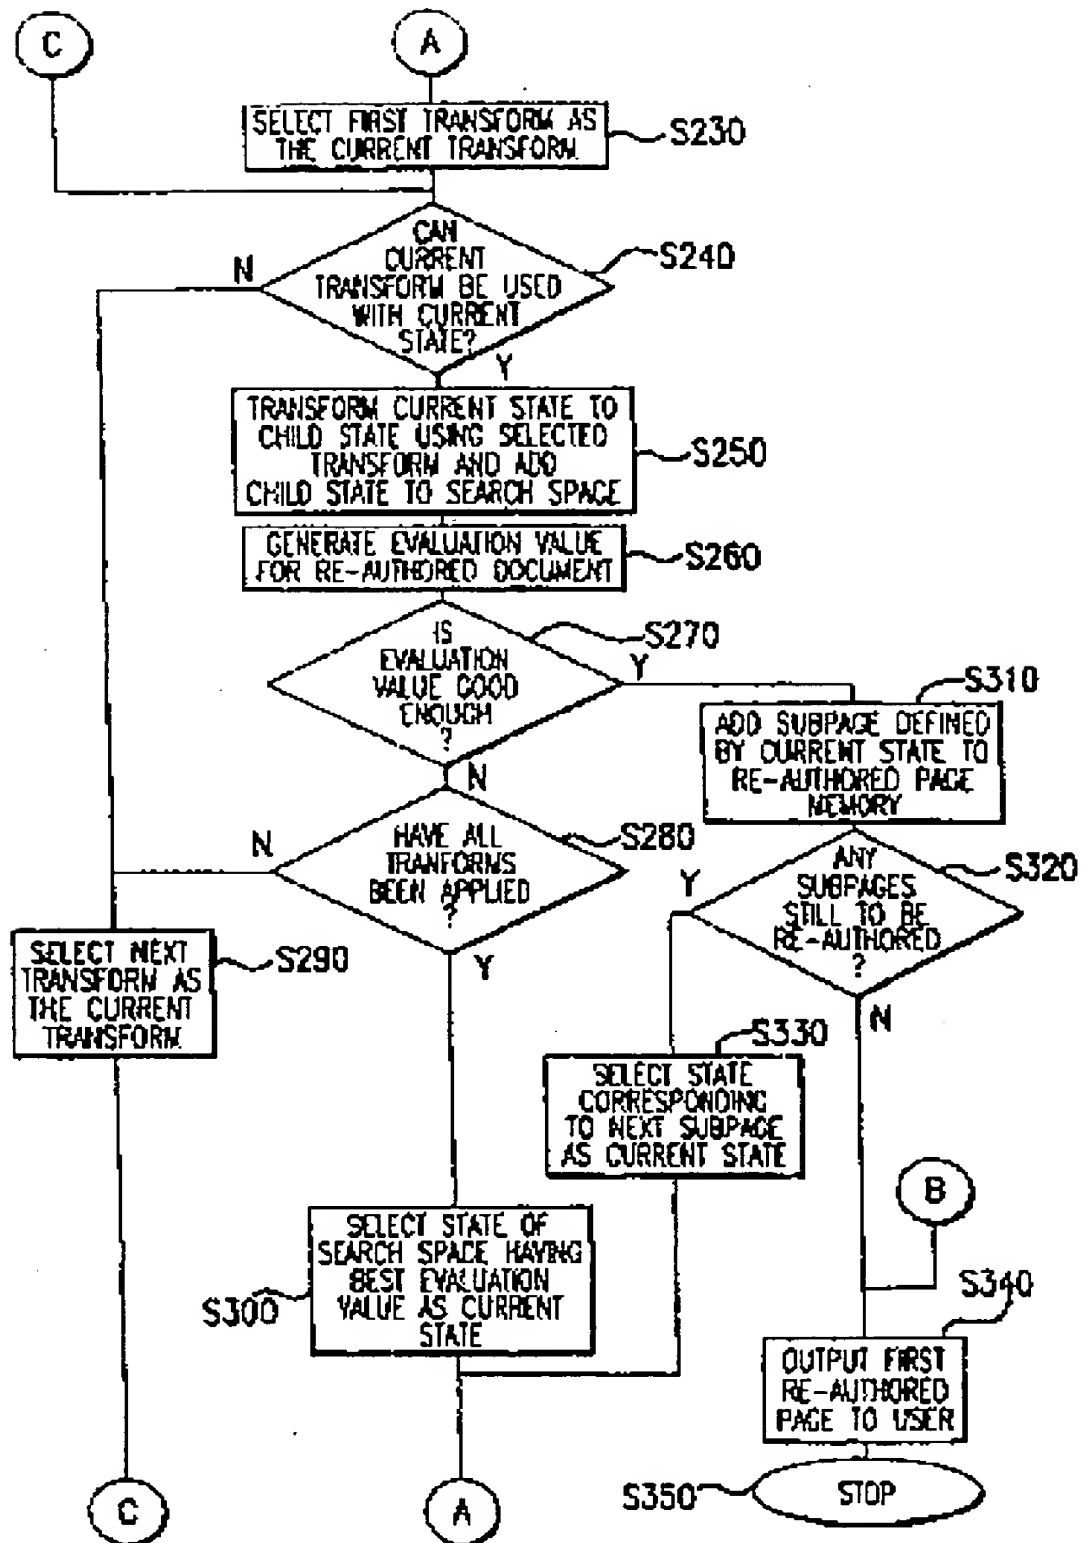 C
A
SELECT FIRST TRANSFORM AS
THE CURRENT TRANSFORM
S230
CAN
CURRENT
TRANSFORM BE USED
WITH CURRENT
STATE?
S240
N
Y
TRANSFORM CURRENT STATE TO
CHILD STATE USING SELECTED
TRANSFORM AND ADD
CHILD STATE TO SEARCH SPACE
S250
GENERATE EVALUATION VALUE
FOR RE-AUTHORED DOCUMENT
S260
IS
EVALUATION
VALUE GOOD
ENOUGH
?
S270
Y
N
S310
ADD SUBPAGE DEFINED
BY CURRENT STATE TO
RE-AUTHORED PAGE
MEMORY
HAVE ALL
TRANFORMS
BEEN APPLIED
?
S280
N
Y
ANY
SUBPAGES
STILL TO BE
RE-AUTHORED
?
S320
Y
N
SELECT NEXT
TRANSFORM AS
THE CURRENT
TRANSFORM
S290
S330
SELECT STATE
CORRESPONDING
TO NEXT SUBPAGE
AS CURRENT STATE
B
SELECT STATE OF
SEARCH SPACE HAVING
BEST EVALUATION
VALUE AS CURRENT
STATE
S300
S340
OUTPUT FIRST
RE-AUTHORED
PAGE TO USER
S350
STOP
C
A